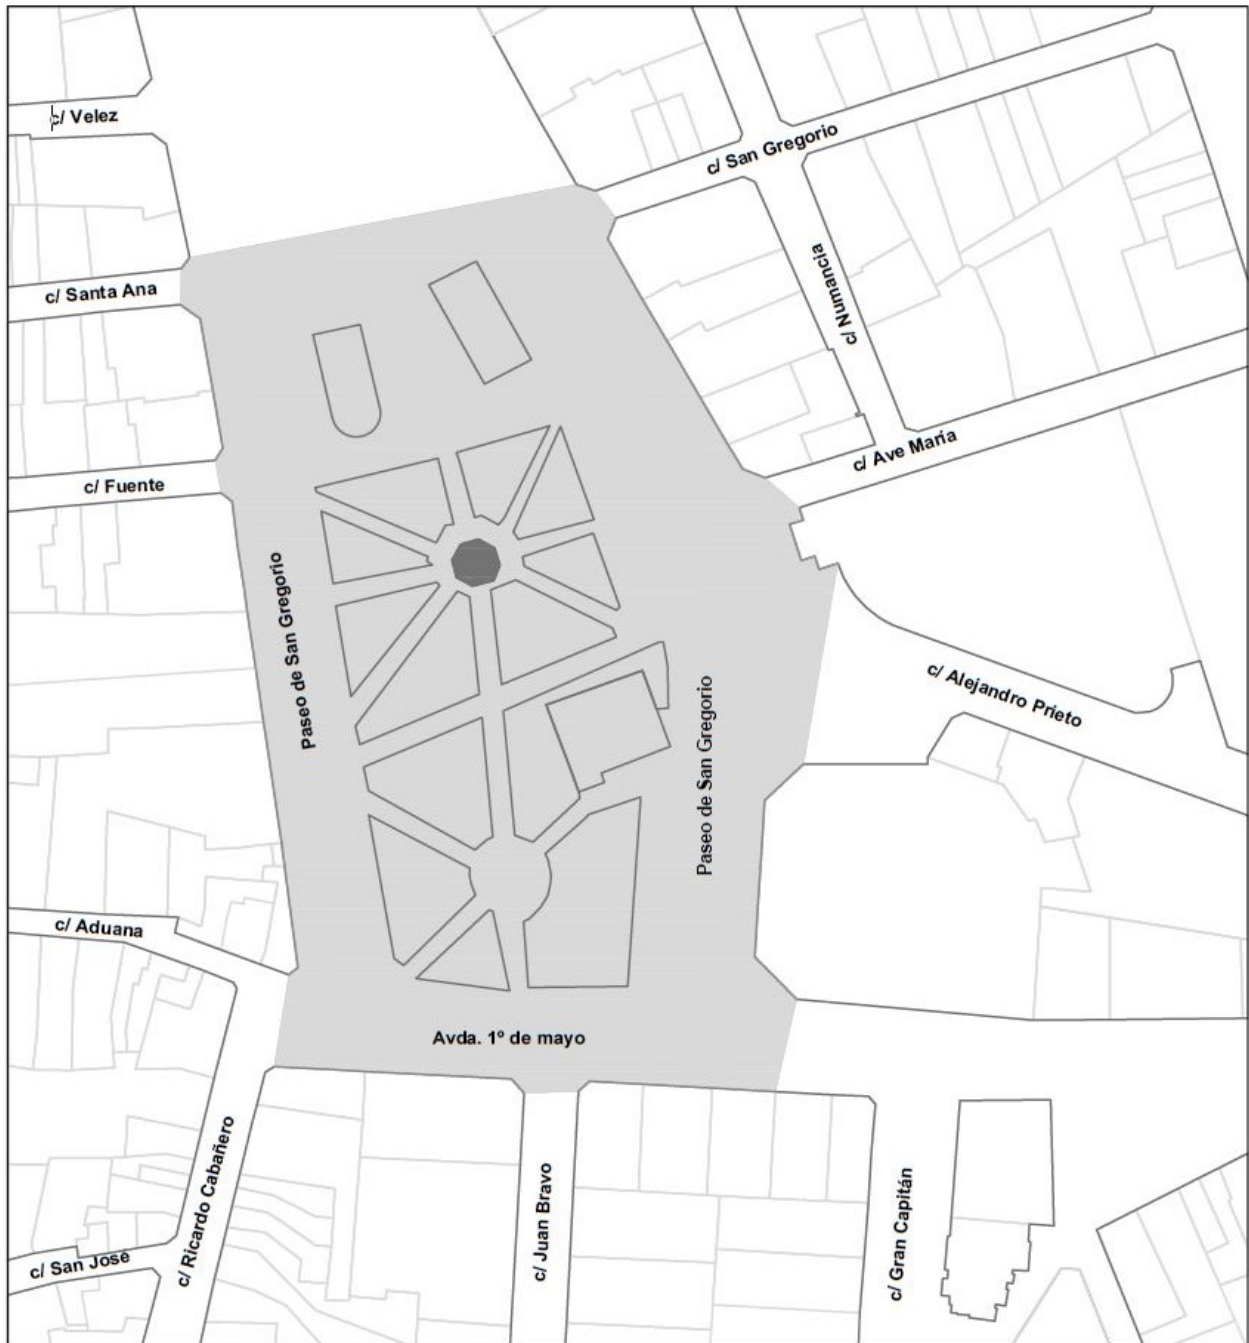 c/ Velez
c/ San Gregorio
c/ Santa Ana
c/ Numancia
c/ Ave María
c/ Fuente
Paseo de San Gregorio
c/ Alejandro Prieto
Paseo de San Gregorio
c/ Aduana
Avda. 1º de mayo
c/ Ricardo Cabañero
c/ Juan Bravo
c/ Gran Capitán
c/ San José